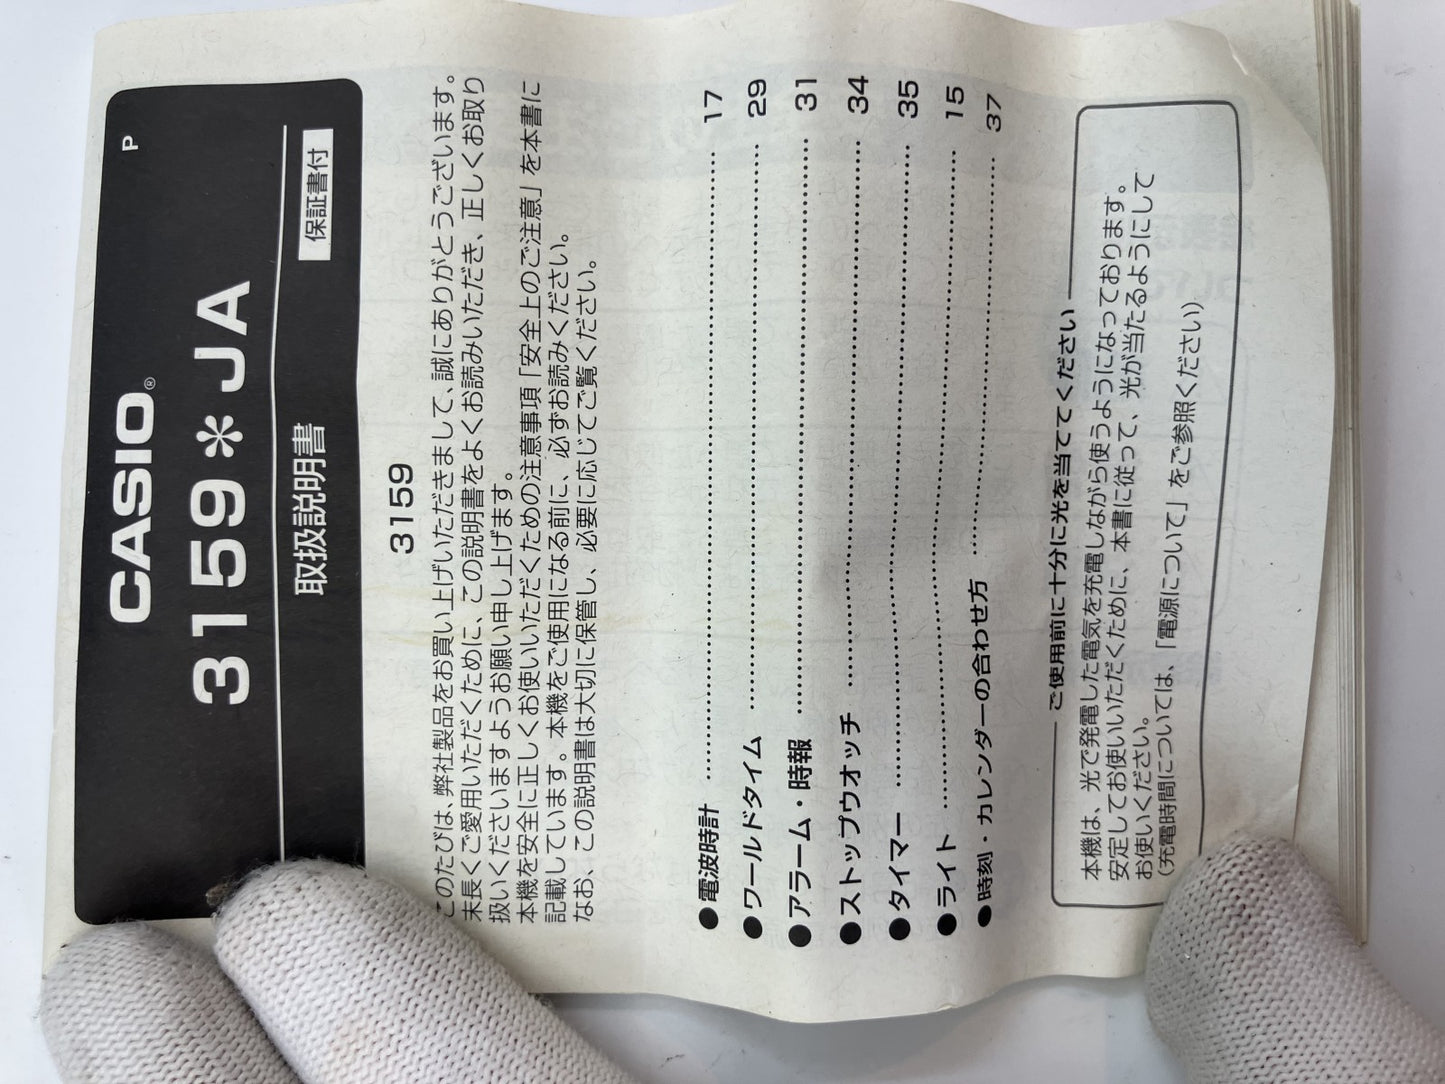 P
CASIO®
3159＊JA
取扱説明書
保証書付
3159
このたびは、弊社製品をお買い上げいただきまして、誠にありがとうございます。
末長くご愛用いただくために、この説明書をよくお読みいただき、正しくお取り
扱いくださいますようお願い申し上げます。
本機を安全に正しくお使いいただくための注意事項「安全上のご注意」を本書に
記載しています。本機をご使用になる前に、必ずお読みください。
なお、この説明書は大切に保管し、必要に応じてご覧ください。
●電波時計 …… 17
●ワールドタイム …… 29
●アラーム・時報 …… 31
●ストップウオッチ …… 34
●タイマー …… 35
●ライト …… 15
●時刻・カレンダーの合わせ方 …… 37
ご使用前に十分に光を当ててください
本機は、光で発電した電気を充電しながら使うようになっております。
安定してお使いいただくために、本書に従って、光が当たるようにして
お使いください。
（充電時間については、「電源について」をご参照ください）